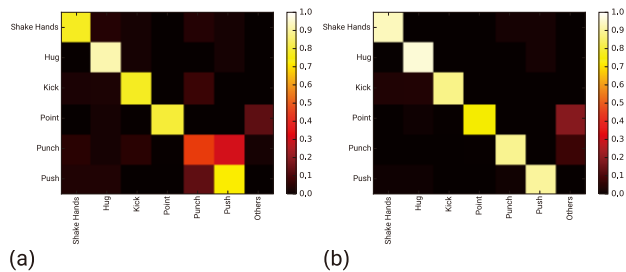 Shake Hands
Hug
Kick
Point
Punch
Push
Shake Hands
Hug
Kick
Point
Punch
Push
Others
1.0
0.9
0.8
0.7
0.6
0.5
0.4
0.3
0.2
0.1
0.0
(a)
Shake Hands
Hug
Kick
Point
Punch
Push
Shake Hands
Hug
Kick
Point
Punch
Push
Others
1.0
0.9
0.8
0.7
0.6
0.5
0.4
0.3
0.2
0.1
0.0
(b)